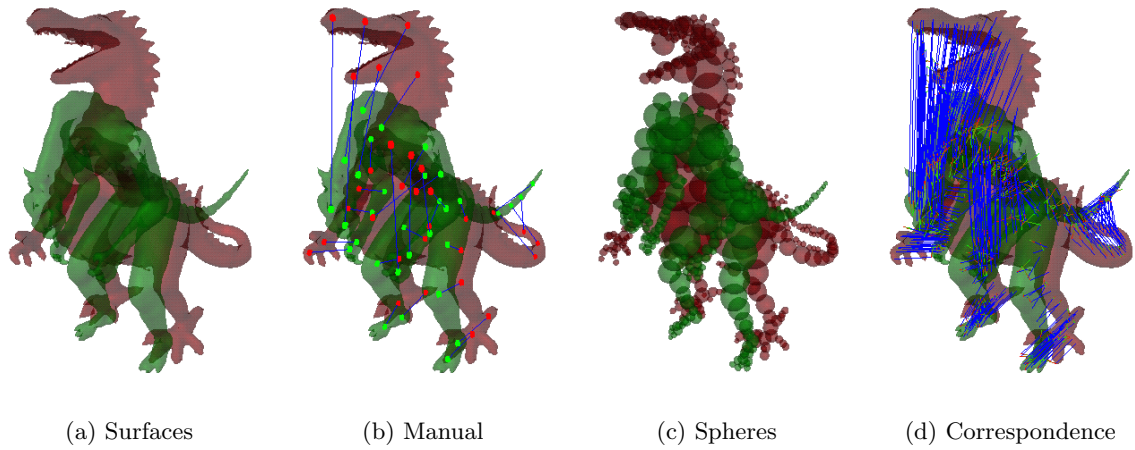 (a) Surfaces
(b) Manual
(c) Spheres
(d) Correspondence